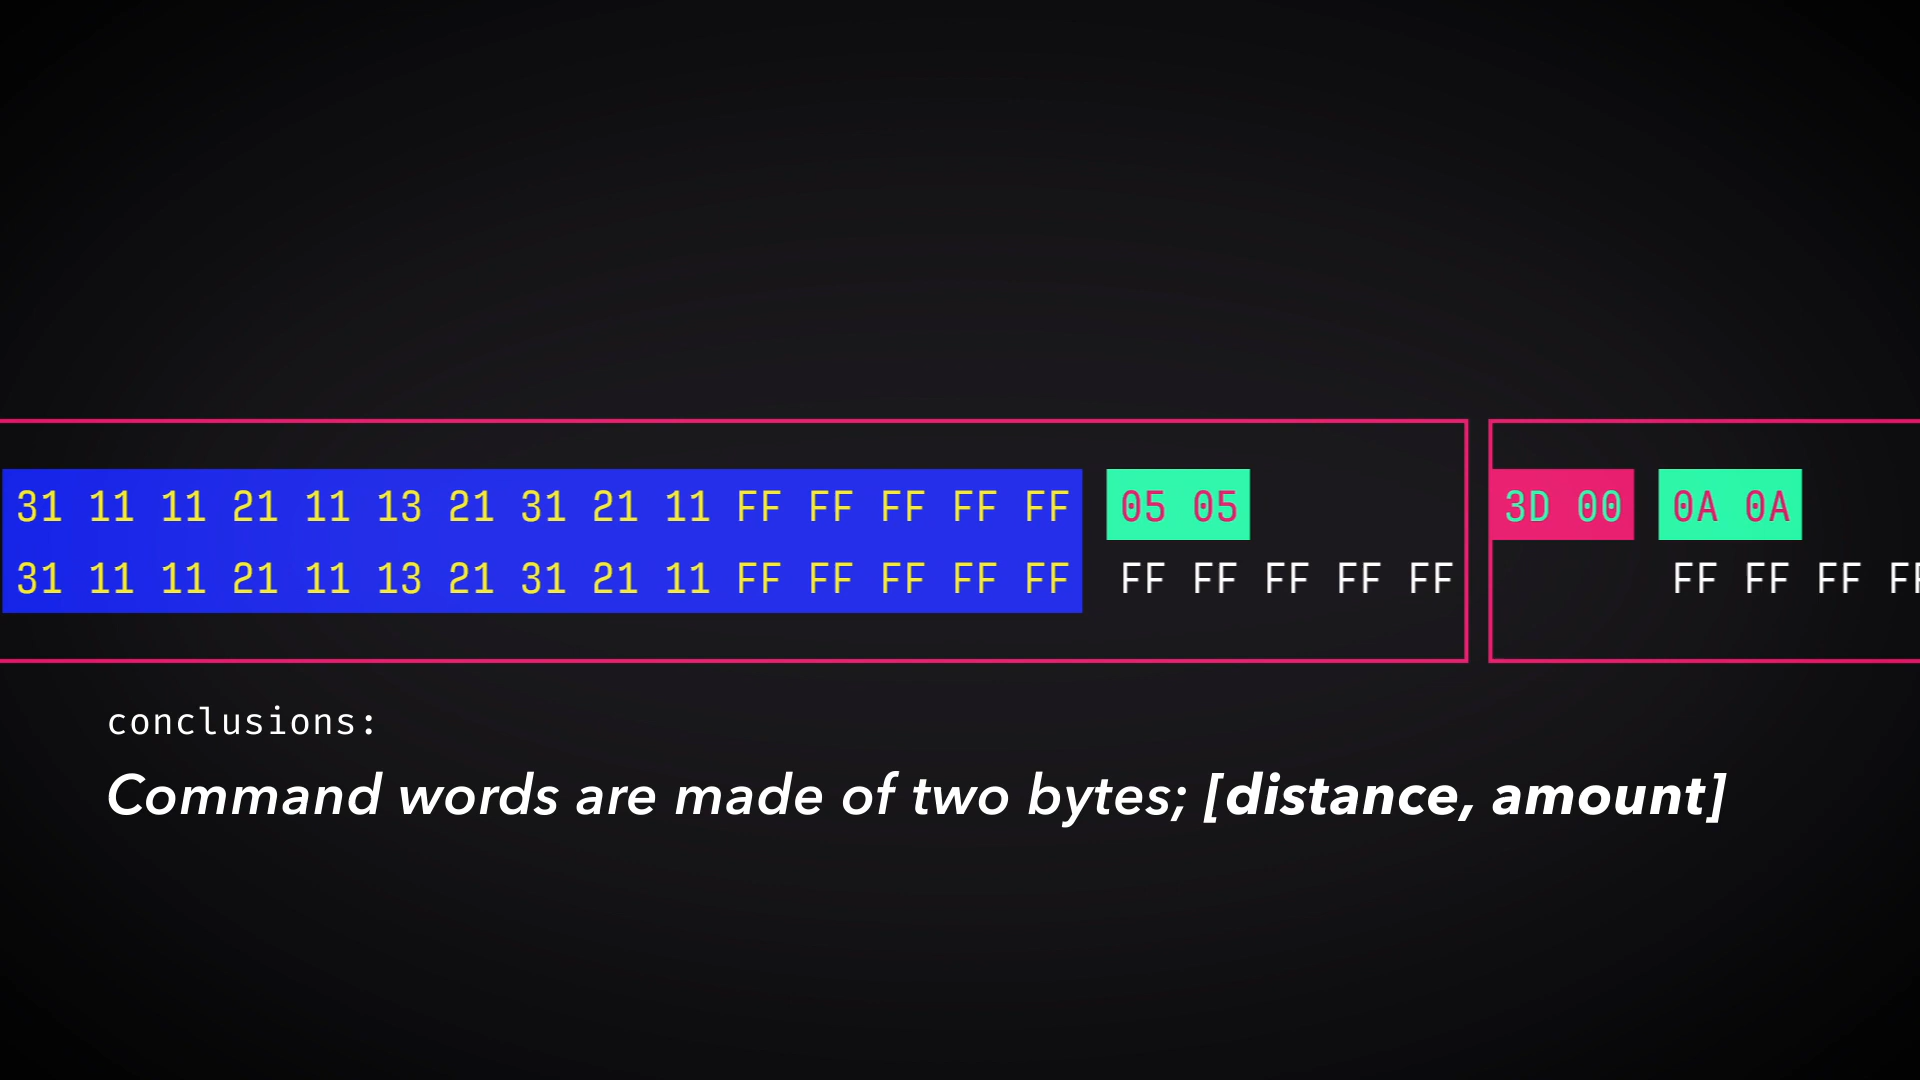 31 11 11 21 11 13 21 31 21 11 FF FF FF FF FF 05 05 3D 00 0A 0A
31 11 11 21 11 13 21 31 21 11 FF FF FF FF FF FF FF FF FF FF FF FF FF
conclusions:
Command words are made of two bytes; [distance, amount]